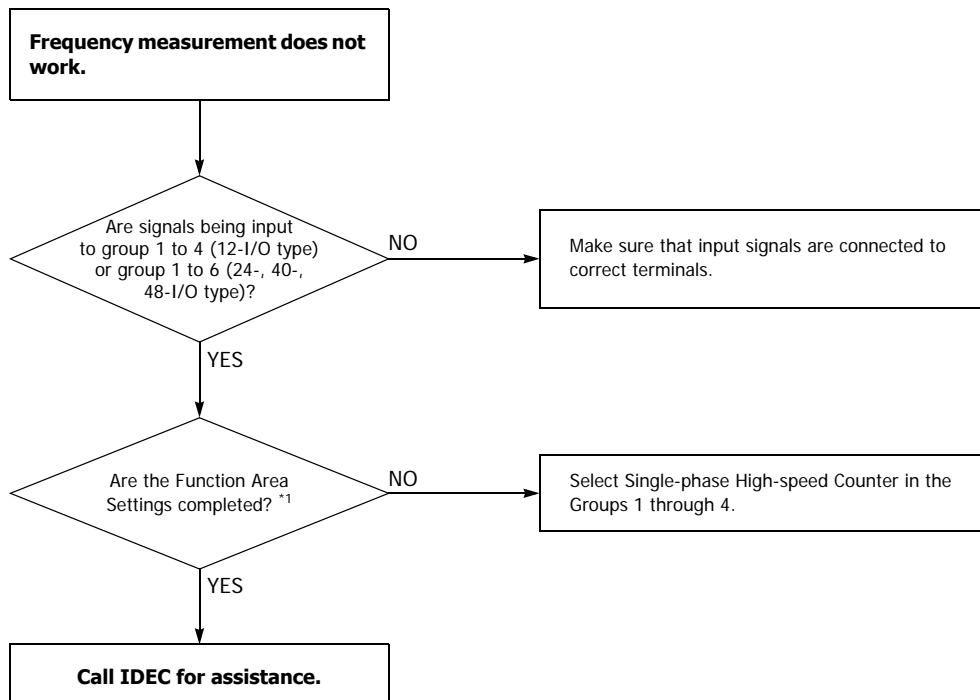 Frequency measurement does not
work.
Are signals being input
to group 1 to 4 (12-I/O type)
or group 1 to 6 (24-, 40-,
48-I/O type)?
NO
Make sure that input signals are connected to
correct terminals.
YES
Are the Function Area
Settings completed? *1
NO
Select Single-phase High-speed Counter in the
Groups 1 through 4.
YES
Call IDEC for assistance.